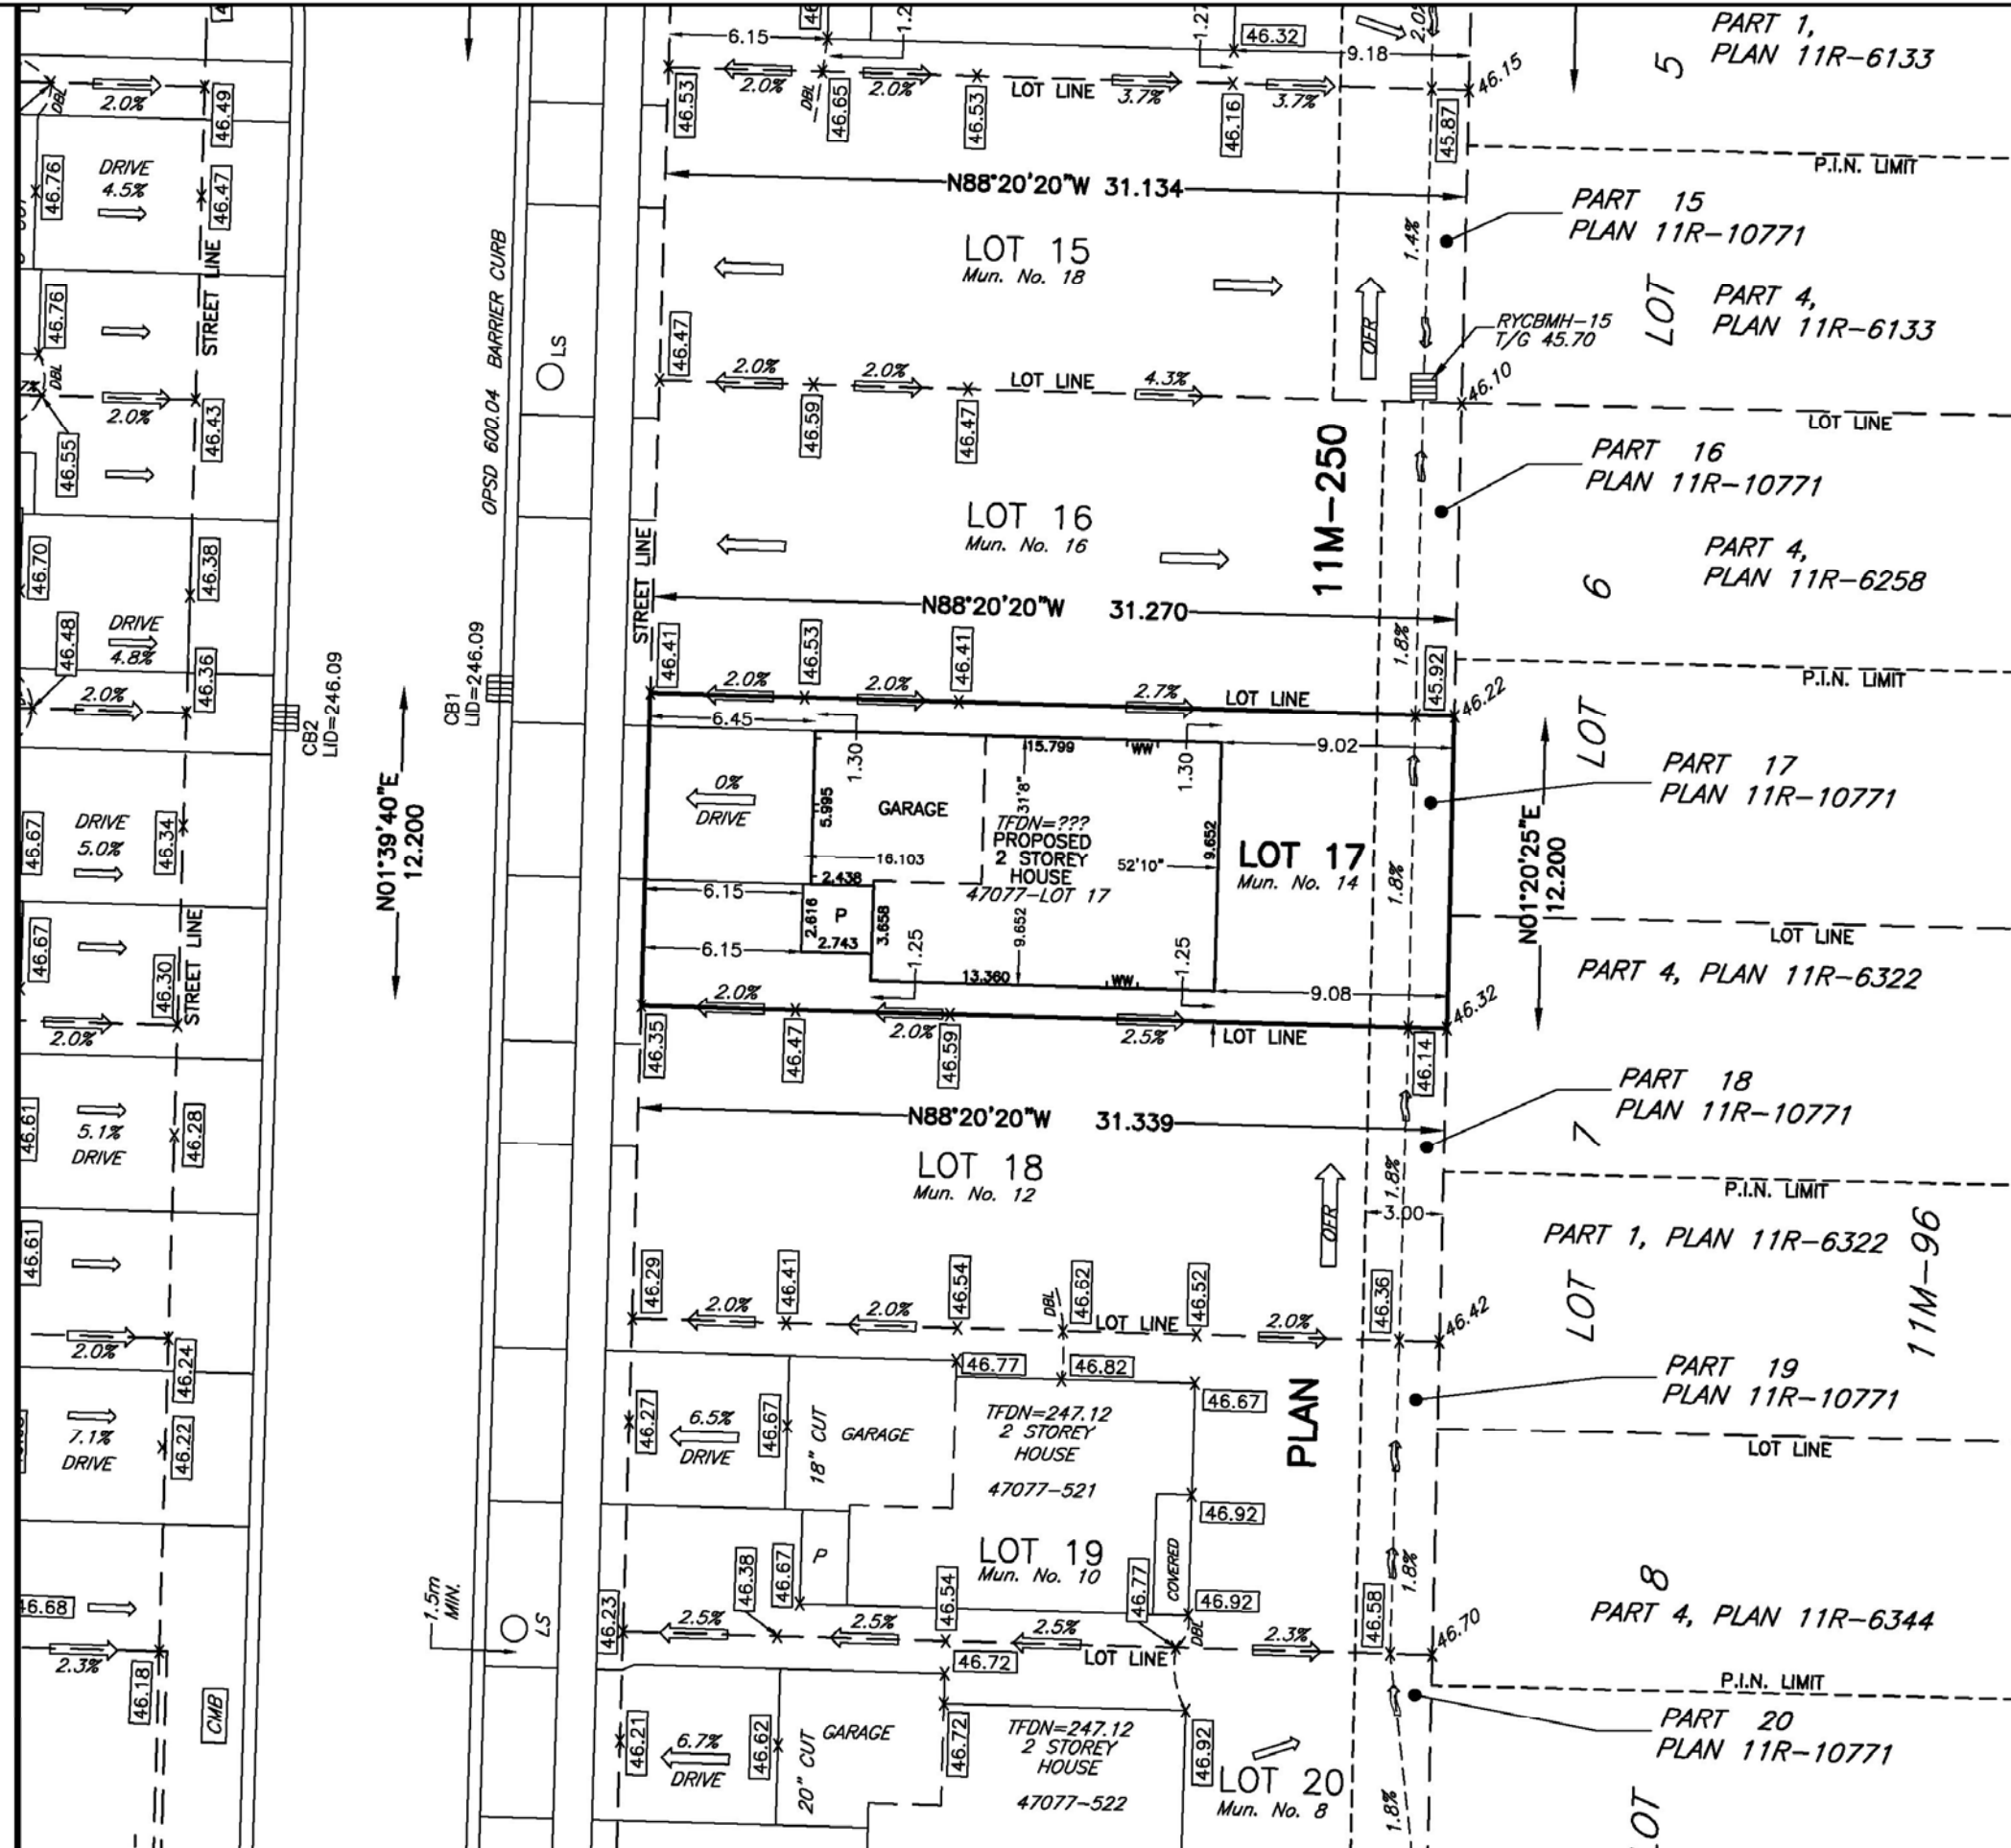 6.15
46.32
9.18
PART 1,
PLAN 11R-6133
5
2.0%
46.49
46.53
2.0%
DBL
46.65
2.0%
46.53
LOT LINE
3.7%
46.16
3.7%
46.15
45.87
DBL
P.I.N. LIMIT
46.76
DRIVE
4.5%
46.47
N88°20'20"W 31.134
PART 15
PLAN 11R-10771
LOT 15
Mun. No. 18
1.4%
STREET LINE
OPSD 600.04 BARRIER CURB
LOT
PART 4,
PLAN 11R-6133
46.76
LS
46.47
OFR
RYCBMH-15
T/G 45.70
DBL
2.0%
46.43
46.55
2.0%
46.59
2.0%
46.47
LOT LINE
4.3%
46.10
LOT LINE
PART 16
PLAN 11R-10771
11M-250
LOT 16
Mun. No. 16
6
PART 4,
PLAN 11R-6258
46.70
46.38
STREET LINE
N88°20'20"W 31.270
DRIVE
4.8%
46.48
2.0%
46.36
CB2
LID=246.09
CB1
LID=246.09
46.41
2.0%
46.53
2.0%
46.41
2.7%
LOT LINE
1.8%
45.92
46.22
P.I.N. LIMIT
LOT
6.45
1.30
15.799
WW
1.30
9.02
PART 17
PLAN 11R-10771
N01°39'40"E
12.200
0%
DRIVE
5.995
GARAGE
31'8"
TFDN=???
PROPOSED
2 STOREY
HOUSE
47077-LOT 17
16.103
52'10"
9.652
LOT 17
Mun. No. 14
1.8%
N01°20'25"E
12.200
46.67
DRIVE
5.0%
46.34
6.15
2.438
2.616
P
2.743
3.658
9.652
6.15
1.25
13.360
WW
1.25
9.08
LOT LINE
PART 4, PLAN 11R-6322
46.67
46.30
STREET LINE
2.0%
46.35
2.0%
46.47
2.0%
46.59
2.5%
LOT LINE
46.32
46.14
46.61
5.1%
DRIVE
46.28
N88°20'20"W 31.339
PART 18
PLAN 11R-10771
7
LOT 18
Mun. No. 12
1.8%
3.00
OFR
P.I.N. LIMIT
PART 1, PLAN 11R-6322
11M-96
LOT
46.61
2.0%
46.24
46.29
2.0%
46.41
2.0%
46.54
DBL
46.62
LOT LINE
46.52
2.0%
46.36
46.42
46.77
46.82
46.67
PART 19
PLAN 11R-10771
PLAN
LOT LINE
7.1%
DRIVE
46.22
46.27
6.5%
DRIVE
46.67
18" CUT
GARAGE
TFDN=247.12
2 STOREY
HOUSE
47077-521
46.92
LOT 19
Mun. No. 10
P
COVERED
46.92
1.8%
8
PART 4, PLAN 11R-6344
46.68
2.3%
46.18
CMB
1.5m
MIN.
LS
46.23
2.5%
46.38
46.67
2.5%
46.54
2.5%
46.77
DBL
2.3%
46.58
46.70
46.72
LOT LINE
P.I.N. LIMIT
PART 20
PLAN 11R-10771
46.21
6.7%
DRIVE
46.62
20" CUT
GARAGE
46.72
TFDN=247.12
2 STOREY
HOUSE
47077-522
46.92
LOT 20
Mun. No. 8
1.8%
LOT